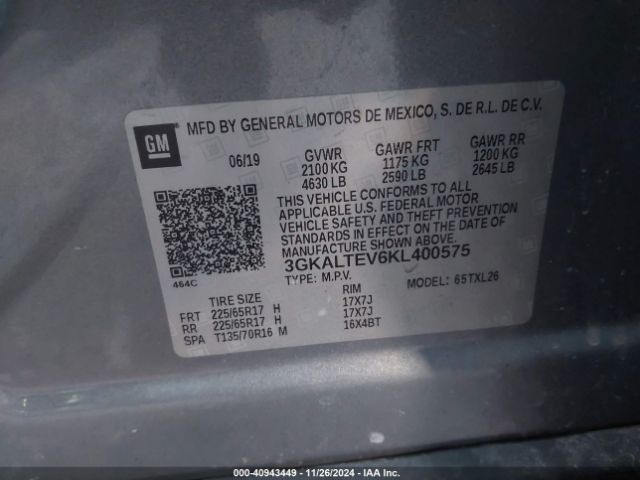 GM
MFD BY GENERAL MOTORS DE MEXICO, S. DE R.L. DE C.V.
06/19 GVWR GAWR FRT GAWR RR
2100 KG 1175 KG 1200 KG
4630 LB 2590 LB 2645 LB
THIS VEHICLE CONFORMS TO ALL
APPLICABLE U.S. FEDERAL MOTOR
VEHICLE SAFETY AND THEFT PREVENTION
STANDARDS IN EFFECT ON THE DATE OF
MANUFACTURE SHOWN ABOVE.
3GKALTEV6KL400575
464C
TYPE: M.P.V. MODEL: 65TXL26
TIRE SIZE RIM
FRT 225/65R17 H 17X7J
RR 225/65R17 H 17X7J
SPA T135/70R16 M 16X4BT
© - 40943449 - 11/26/2024 - IAA Inc.